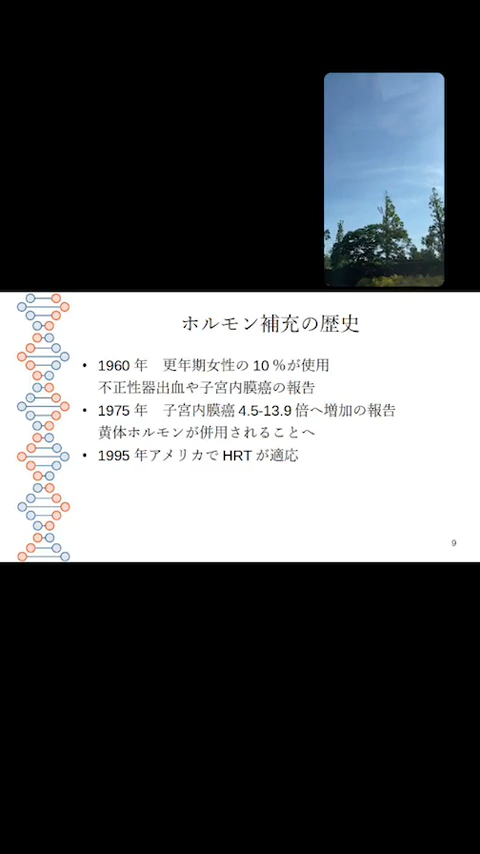 ホルモン補充の歴史
• 1960 年　更年期女性の 10 %が使用
不正性器出血や子宮内膜癌の報告
• 1975 年　子宮内膜癌 4.5-13.9 倍へ増加の報告
黄体ホルモンが併用されることへ
• 1995 年アメリカで HRT が適応
9